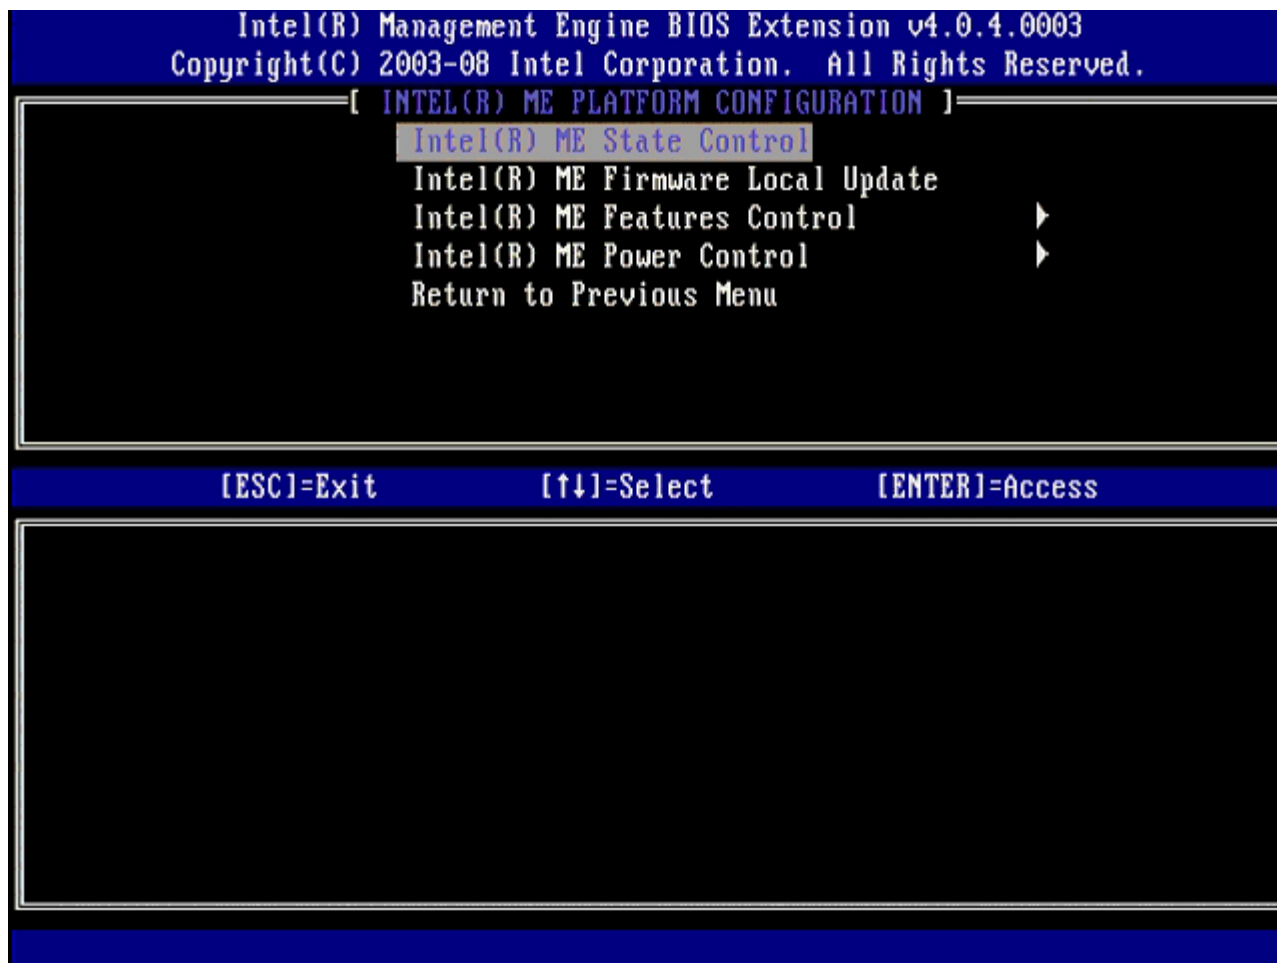 Intel(R) Management Engine BIOS Extension v4.0.4.0003
Copyright(C) 2003-08 Intel Corporation. All Rights Reserved.
[ INTEL(R) ME PLATFORM CONFIGURATION ]
Intel(R) ME State Control
Intel(R) ME Firmware Local Update
Intel(R) ME Features Control ►
Intel(R) ME Power Control ►
Return to Previous Menu
[ESC]=Exit [↑↓]=Select [ENTER]=Access